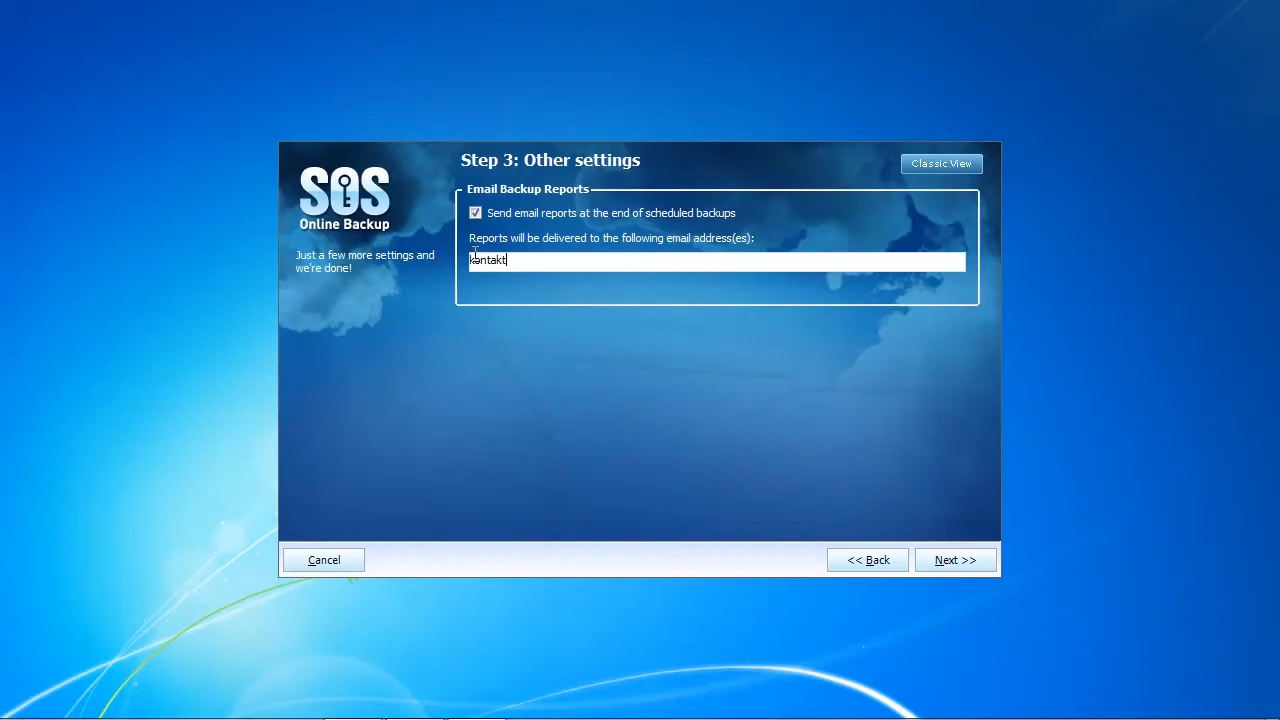 Step 3: Other settings
Classic View
SOS
Online Backup
Just a few more settings and
we're done!
Email Backup Reports
Send email reports at the end of scheduled backups
Reports will be delivered to the following email address(es):
kontakt
Cancel
<< Back
Next >>